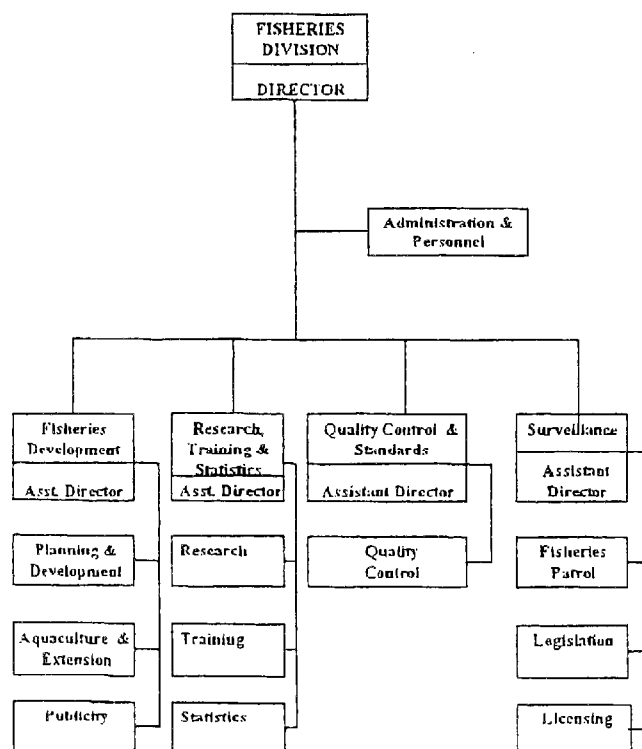 FISHERIES
DIVISION
DIRECTOR
Administration &
Personnel
Fisheries
Development
Asst. Director
Planning &
Development
Aquaculture &
Extension
Publicity
Research,
Training &
Statistics
Asst. Director
Research
Training
Statistics
Quality Control &
Standards
Assistant Director
Quality
Control
Surveillance
Assistant
Director
Fisheries
Patrol
Legislation
Licensing